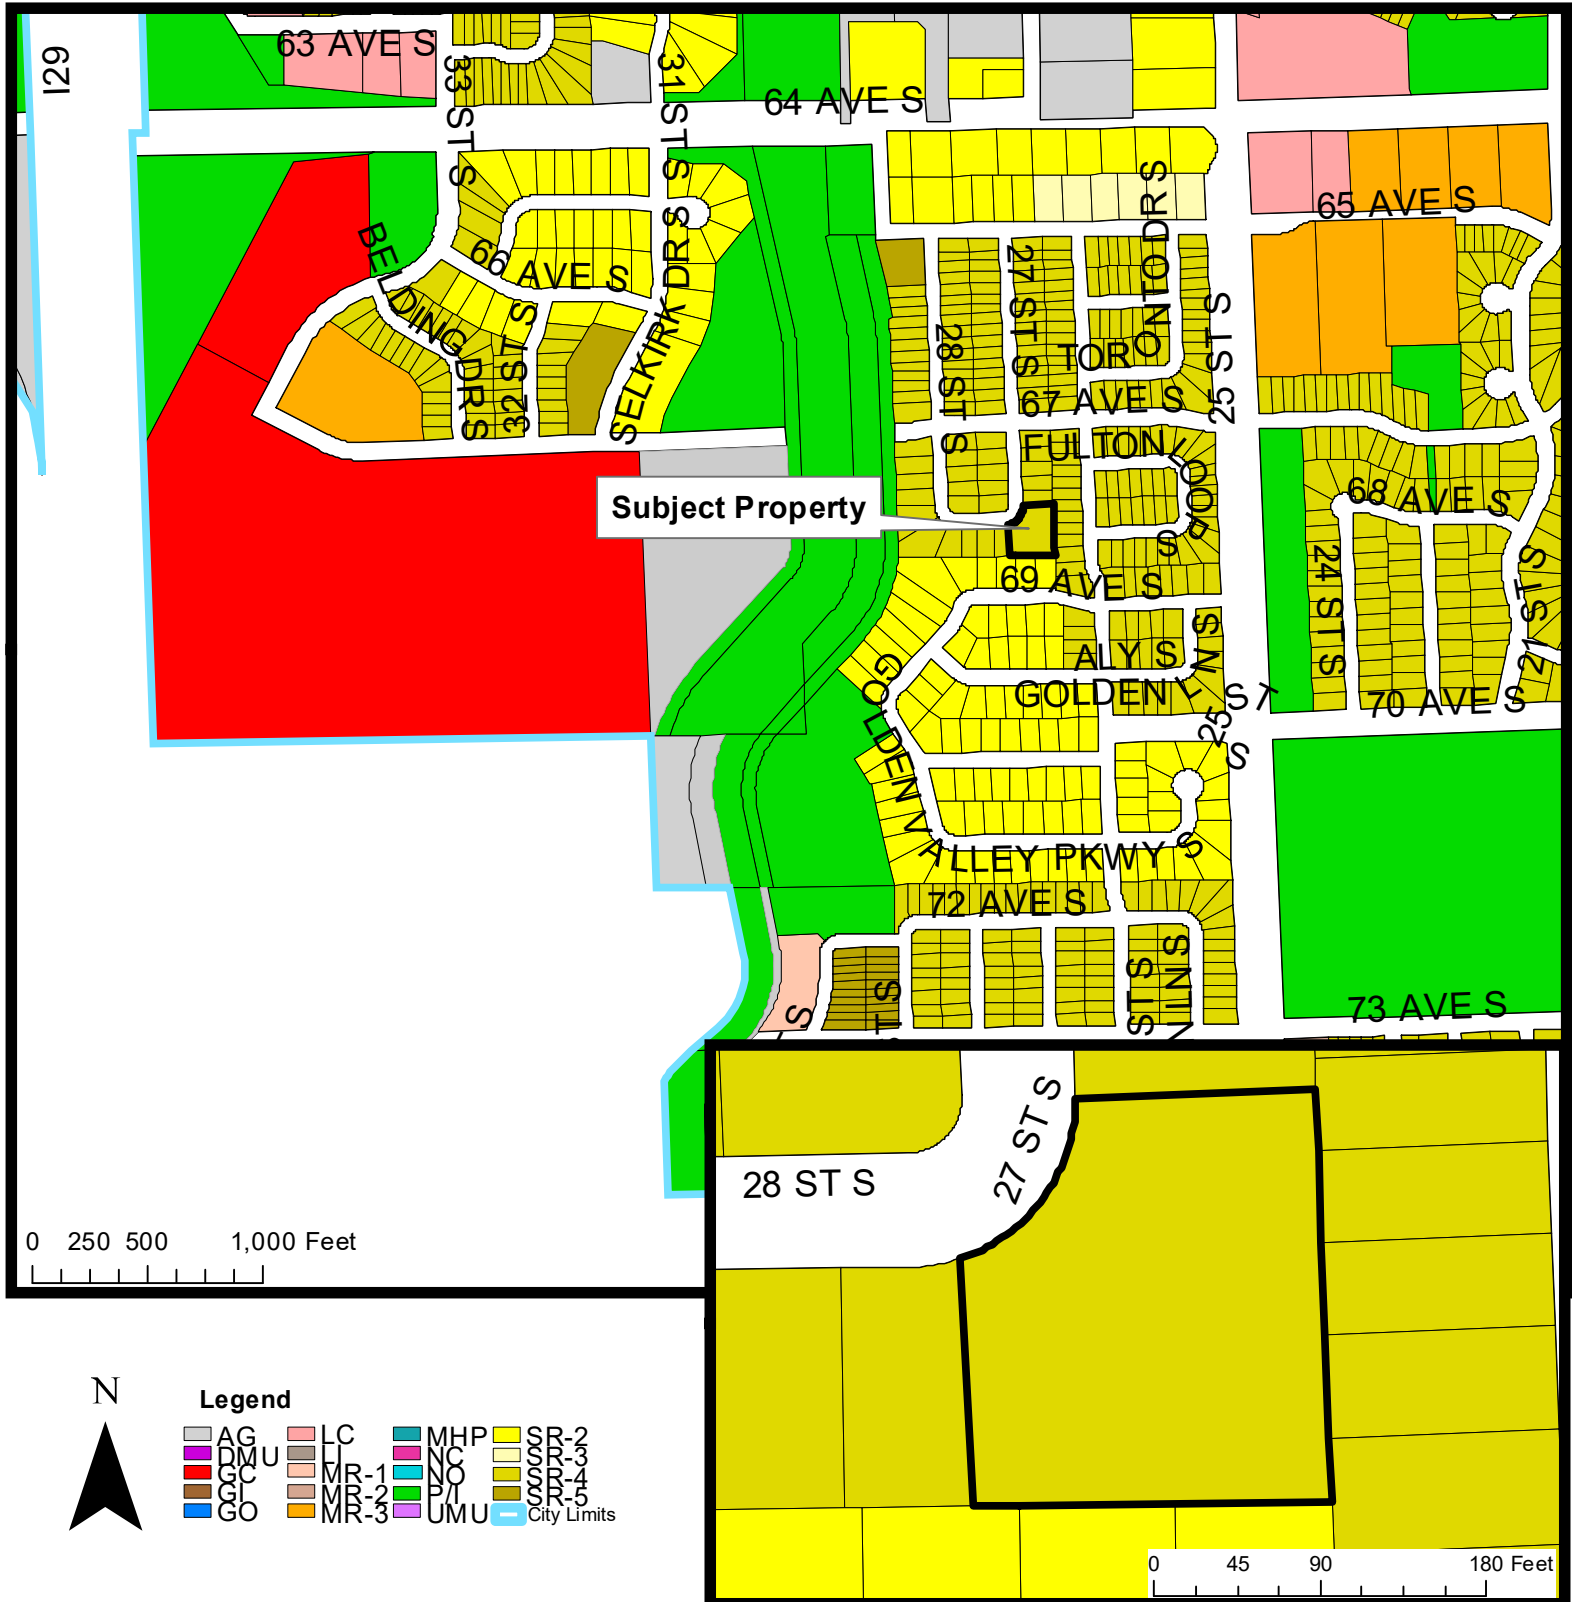 63 AVE S
I29
33 ST S
31 ST S
64 AVE S
65 AVE S
BELDING DR S
66 AVE S
32 ST S
SELKIRK DR S
28 ST S
27 ST S
TORONTO DR S
25 ST S
67 AVE S
FULTON LOOP S
Subject Property
68 AVE S
69 AVE S
24 ST S
21 ST S
GOLDEN VALLEY PKWY S
ALY S
GOLDEN LN S
25 ST S
70 AVE S
72 AVE S
73 AVE S
S
ST S
ST S
NTN S
28 ST S
27 ST S
0 250 500 1,000 Feet
0 45 90 180 Feet
N
Legend
AG
DMU
GC
GI
GO
LC
LI
MR-1
MR-2
MR-3
MHP
NC
NO
P/I
UMU
SR-2
SR-3
SR-4
SR-5
City Limits